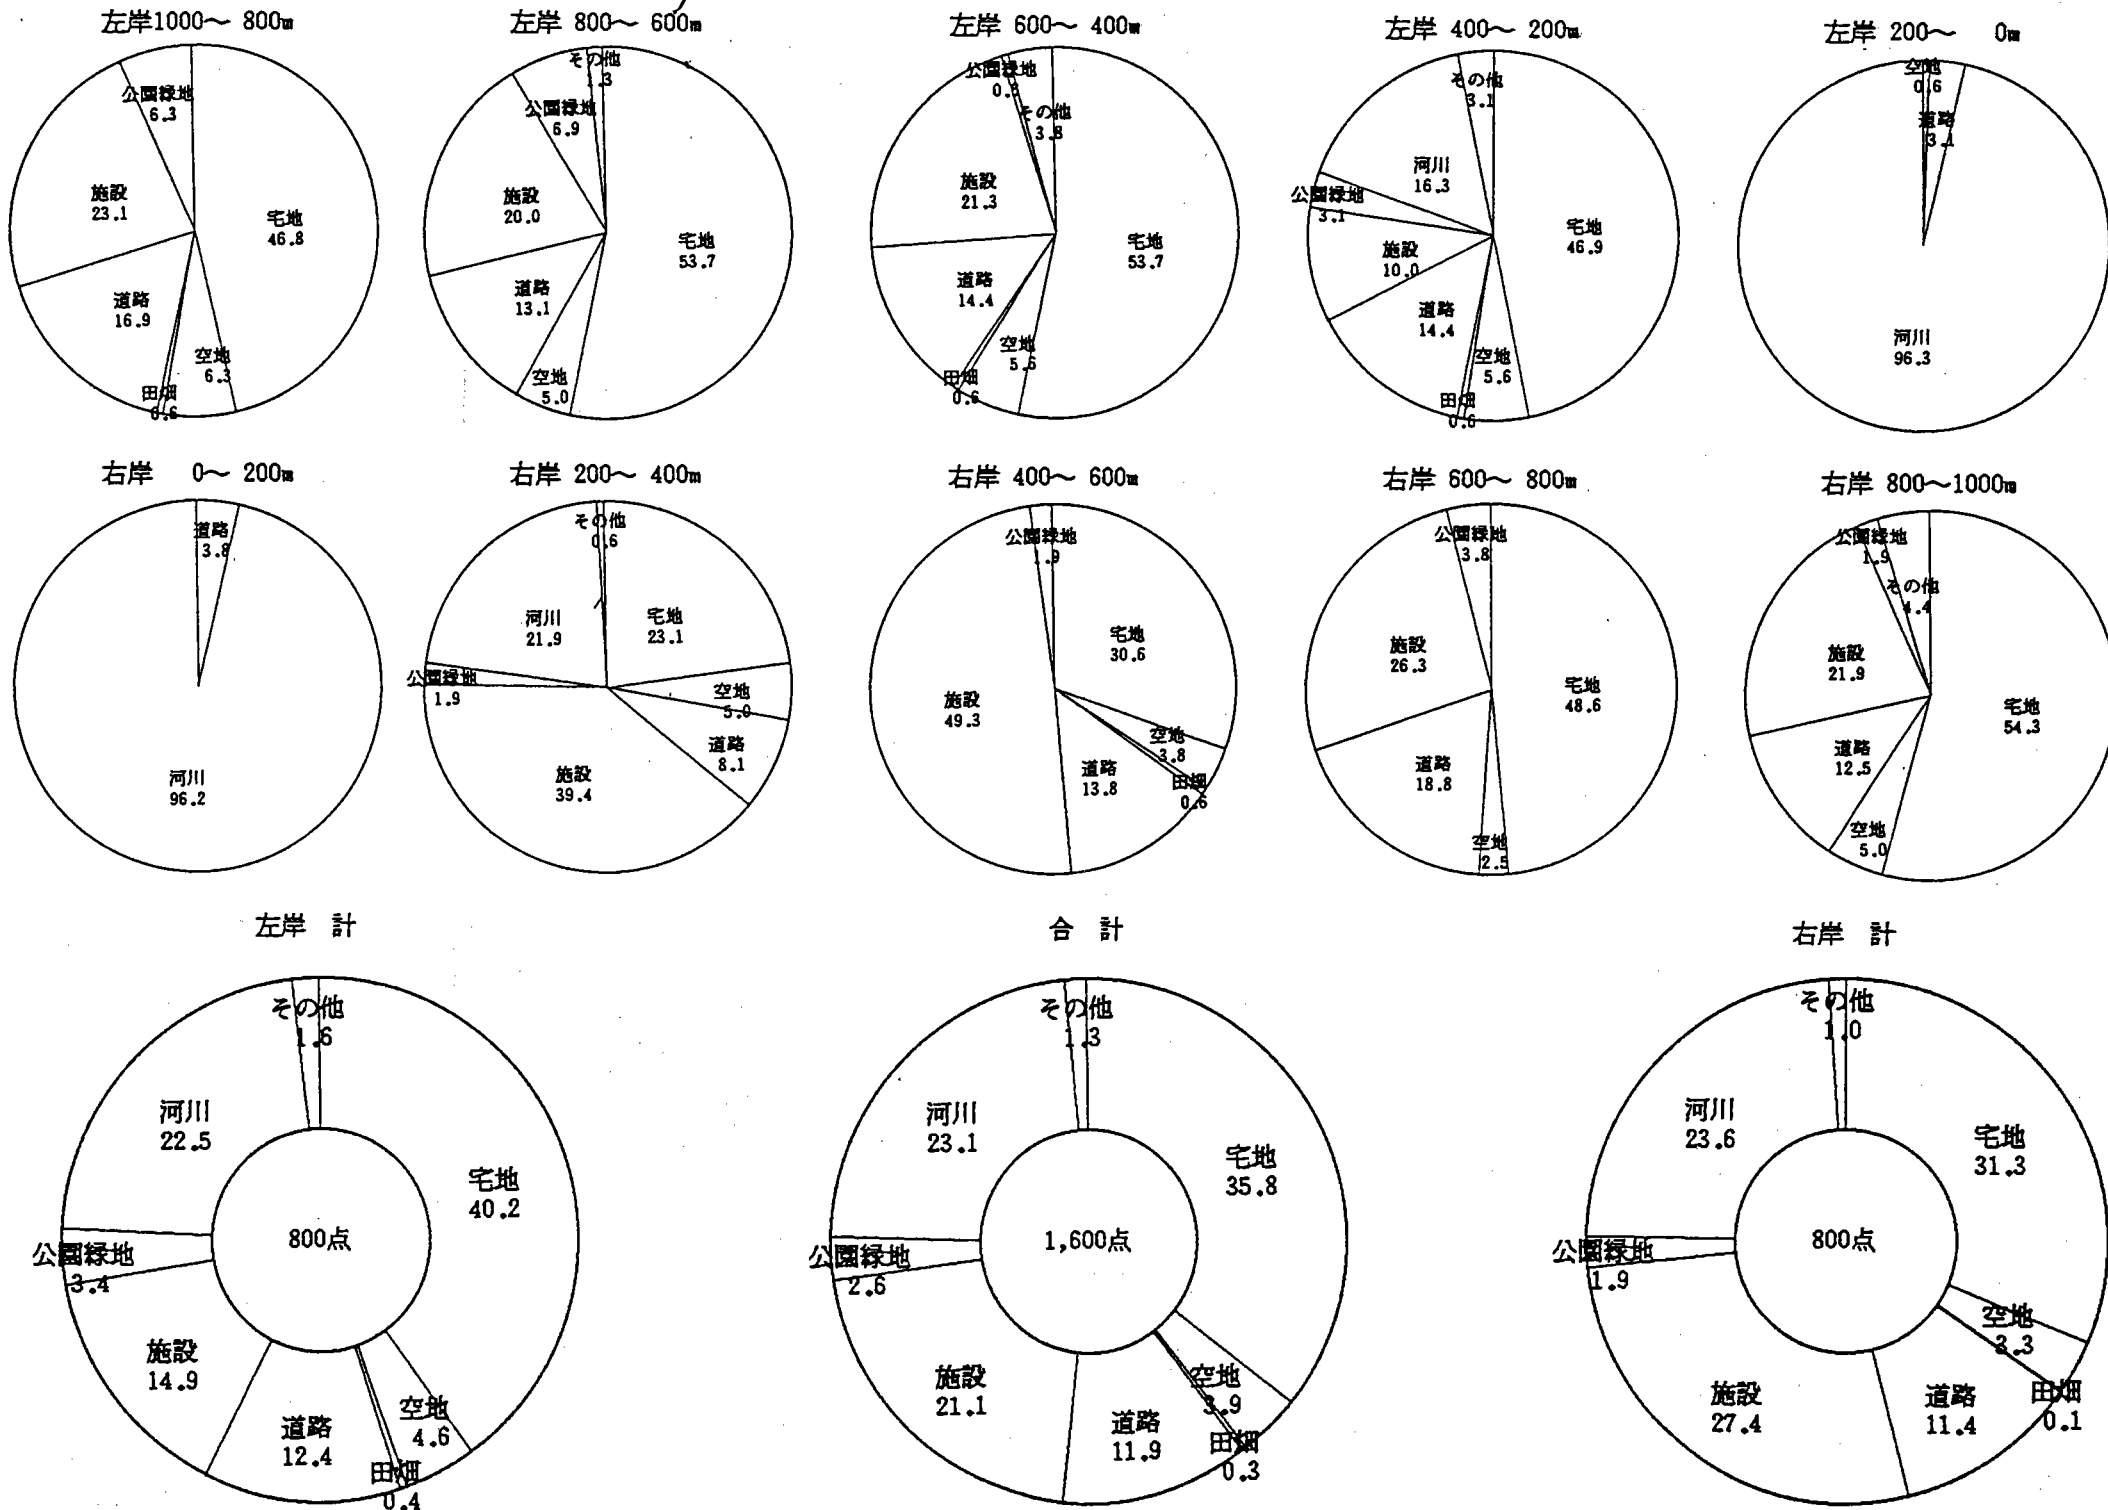 左岸1000～ 800m
公園緑地
6.3
施設
23.1
宅地
46.8
道路
16.9
空地
6.3
田畑
0.6
左岸 800～ 600m
その他
1.3
公園緑地
6.9
施設
20.0
宅地
53.7
道路
13.1
空地
5.0
左岸 600～ 400m
公園緑地
0.6
その他
3.8
施設
21.3
宅地
53.7
道路
14.4
空地
5.6
田畑
0.6
左岸 400～ 200m
その他
3.1
河川
16.3
公園緑地
3.1
宅地
46.9
施設
10.0
道路
14.4
空地
5.6
田畑
0.6
左岸 200～ 0m
空地
0.6
道路
3.1
河川
96.3
右岸 0～ 200m
道路
3.8
河川
96.2
右岸 200～ 400m
その他
0.6
河川
21.9
宅地
23.1
公園緑地
1.9
空地
5.0
道路
8.1
施設
39.4
右岸 400～ 600m
公園緑地
1.9
宅地
30.6
施設
49.3
空地
3.8
道路
13.8
田畑
0.6
右岸 600～ 800m
公園緑地
3.8
施設
26.3
宅地
48.6
道路
18.8
空地
2.5
右岸 800～1000m
公園緑地
1.9
その他
4.4
施設
21.9
宅地
54.3
道路
12.5
空地
5.0
左岸 計
その他
1.6
河川
22.5
宅地
40.2
公園緑地
3.4
800点
施設
14.9
道路
12.4
空地
4.6
田畑
0.4
合 計
その他
1.3
河川
23.1
宅地
35.8
公園緑地
2.6
1,600点
施設
21.1
空地
3.9
道路
11.9
田畑
0.3
右岸 計
その他
1.0
河川
23.6
宅地
31.3
公園緑地
1.9
800点
空地
3.3
施設
27.4
道路
11.4
田畑
0.1